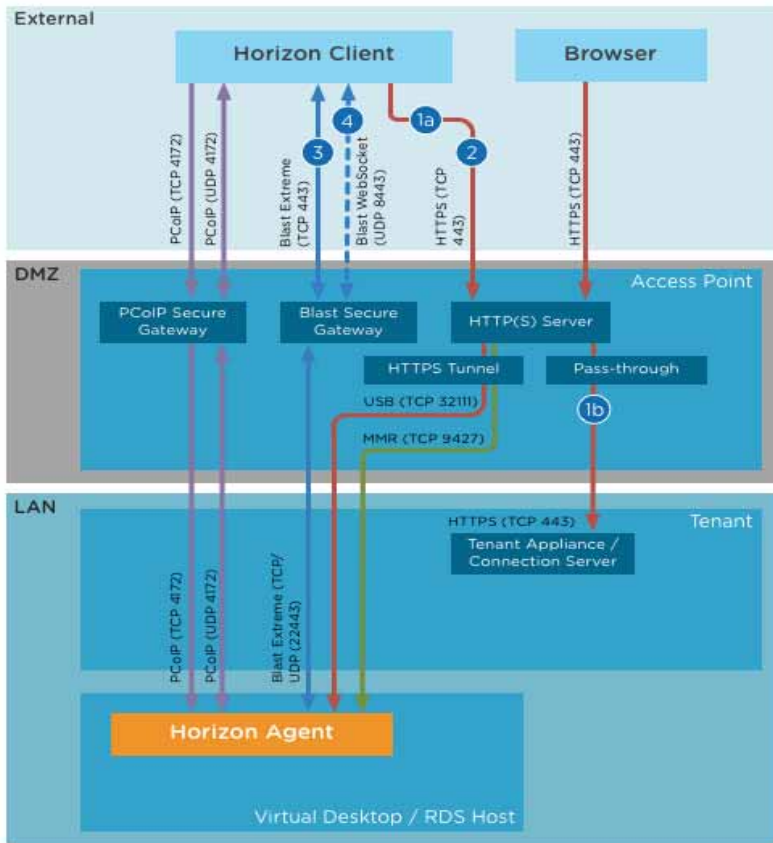 External
Horizon Client
Browser
1a
3
4
2
PCoIP (TCP 4172)
PCoIP (UDP 4172)
Blast Extreme
(TCP 443)
Blast WebSocket
(UDP 8443)
HTTPS (TCP
443)
HTTPS (TCP 443)
DMZ
Access Point
PCoIP Secure
Gateway
Blast Secure
Gateway
HTTP(S) Server
HTTPS Tunnel
Pass-through
USB (TCP 32111)
1b
MMR (TCP 9427)
LAN
Tenant
HTTPS (TCP 443)
Tenant Appliance /
Connection Server
PCoIP (TCP 4172)
PCoIP (UDP 4172)
Blast Extreme (TCP/
UDP (22443)
Horizon Agent
Virtual Desktop / RDS Host